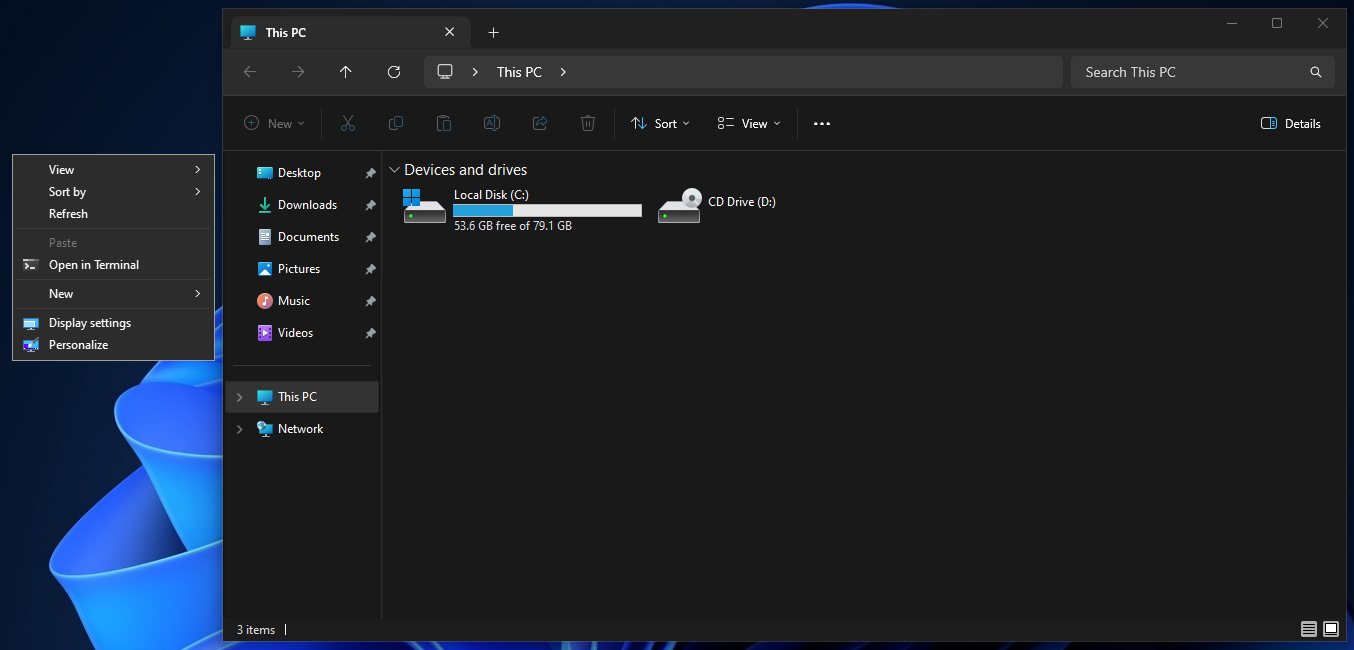 This PC
This PC
Search This PC
New
Sort
View
Details
View
Sort by
Refresh
Paste
Open in Terminal
New
Display settings
Personalize
Desktop
Downloads
Documents
Pictures
Music
Videos
This PC
Network
Devices and drives
Local Disk (C:)
53.6 GB free of 79.1 GB
CD Drive (D:)
3 items